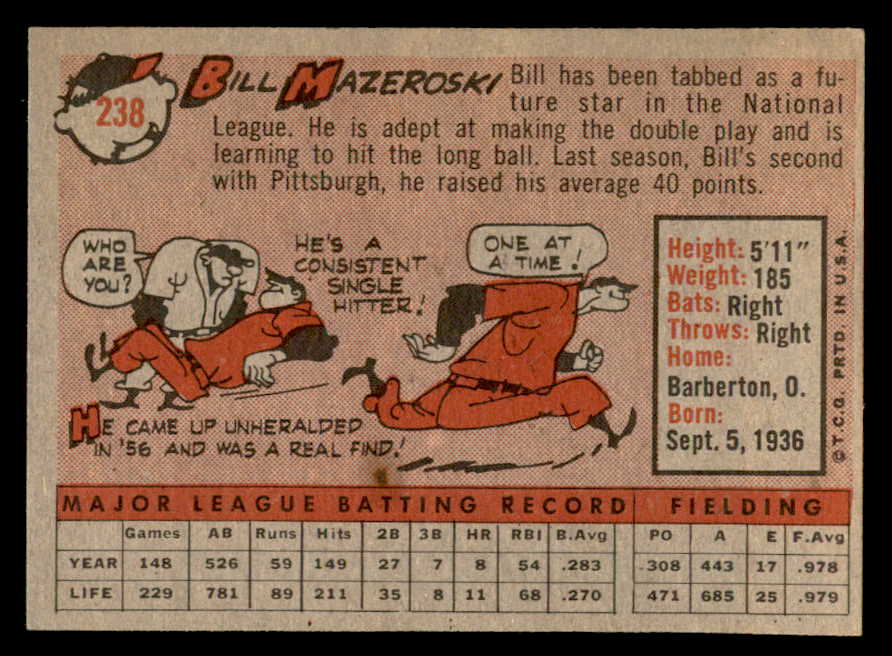 238
BILL MAZEROSKI
Bill has been tabbed as a fu-
ture star in the National
League. He is adept at making the double play and is
learning to hit the long ball. Last season, Bill's second
with Pittsburgh, he raised his average 40 points.
WHO
ARE
YOU?
HE'S A
CONSISTENT
SINGLE
HITTER!
ONE AT
A TIME!
HE CAME UP UNHERALDED
IN '56 AND WAS A REAL FIND!
Height: 5'11"
Weight: 185
Bats: Right
Throws: Right
Home:
Barberton, O.
Born:
Sept. 5, 1936
©T.C.G. PRTD. IN U.S.A.
MAJOR LEAGUE BATTING RECORD FIELDING
Games AB Runs Hits 2B 3B HR RBI B.Avg PO A E F.Avg
YEAR 148 526 59 149 27 7 8 54 .283 308 443 17 .978
LIFE 229 781 89 211 35 8 11 68 .270 471 685 25 .979